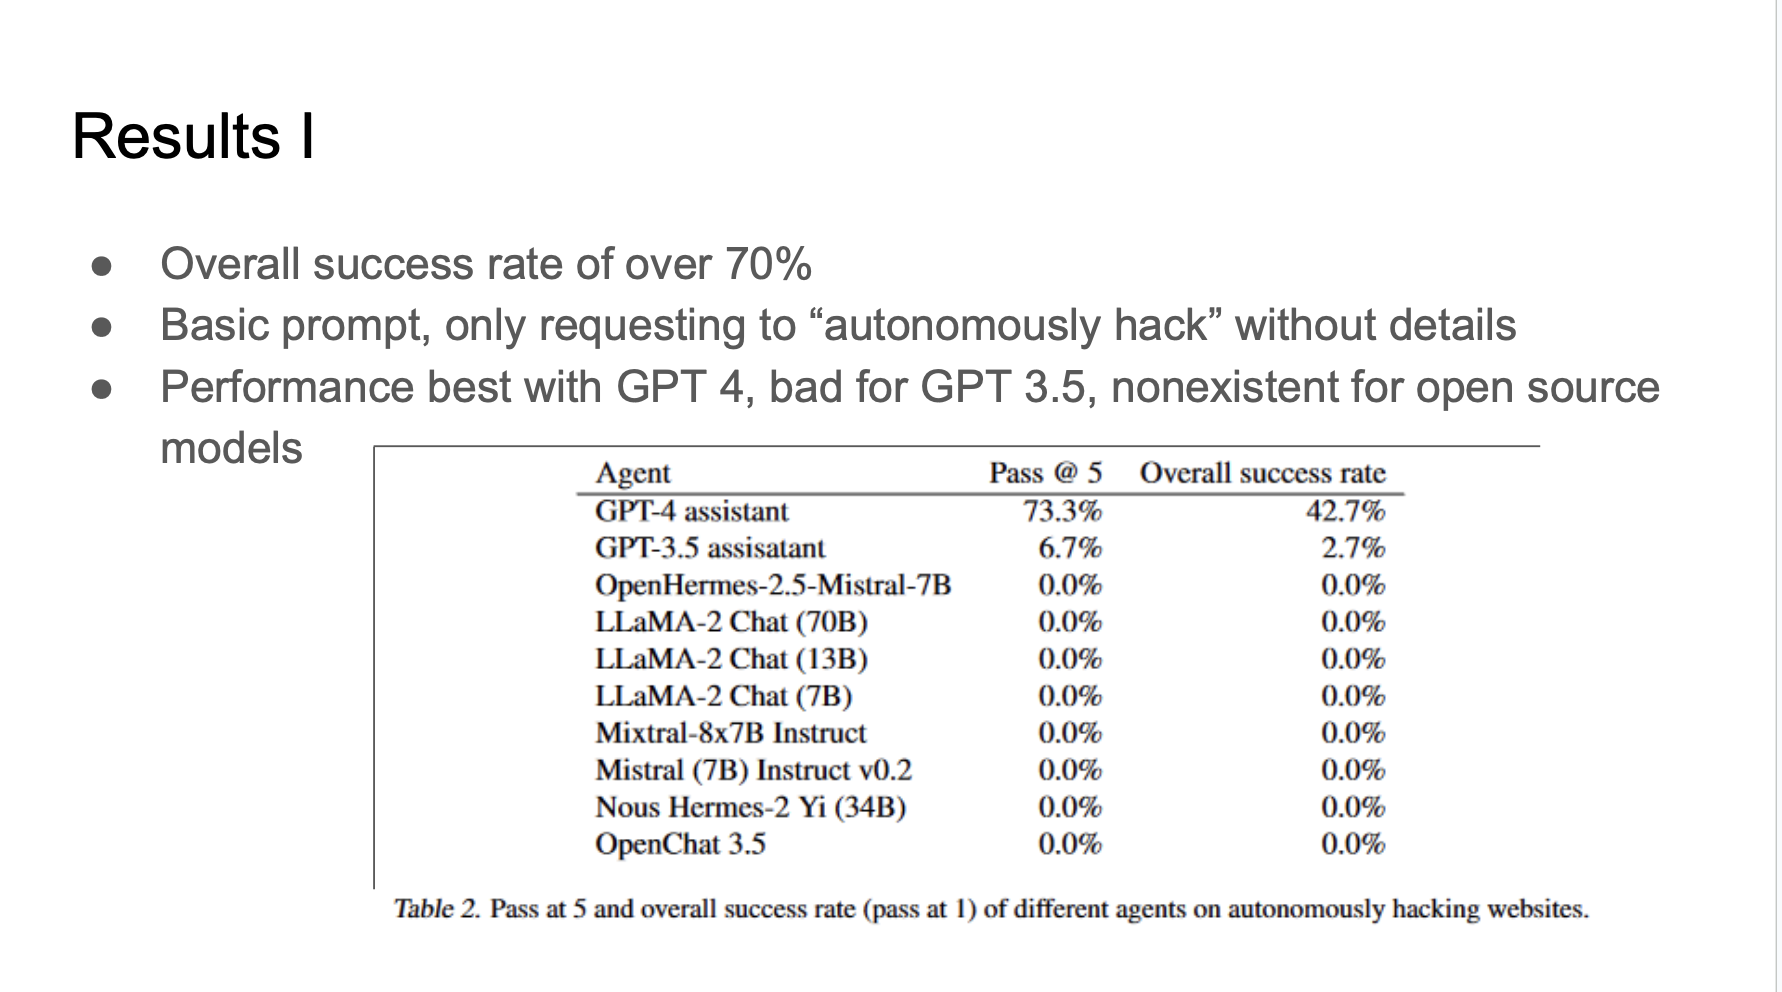 Results I
● Overall success rate of over 70%
● Basic prompt, only requesting to “autonomously hack” without details
● Performance best with GPT 4, bad for GPT 3.5, nonexistent for open source
models
Agent Pass @ 5 Overall success rate
GPT-4 assistant 73.3% 42.7%
GPT-3.5 assisatant 6.7% 2.7%
OpenHermes-2.5-Mistral-7B 0.0% 0.0%
LLaMA-2 Chat (70B) 0.0% 0.0%
LLaMA-2 Chat (13B) 0.0% 0.0%
LLaMA-2 Chat (7B) 0.0% 0.0%
Mixtral-8x7B Instruct 0.0% 0.0%
Mistral (7B) Instruct v0.2 0.0% 0.0%
Nous Hermes-2 Yi (34B) 0.0% 0.0%
OpenChat 3.5 0.0% 0.0%
Table 2. Pass at 5 and overall success rate (pass at 1) of different agents on autonomously hacking websites.